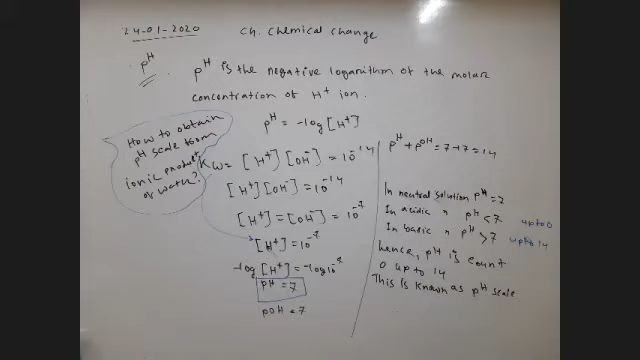 24-01-2020
Ch. Chemical Change
pH
pH is the negative logarithm of the molar
concentration of H+ ion.
pH = -log [H+]
How to obtain
pH scale from
ionic product
of water?
Kw = [H+] [OH-] = 10-14
[H+] [OH-] = 10-14
[H+] = [OH-] = 10-7
[H+] = 10-7
-log [H+] = -log 10-7
pH = 7
pOH = 7
pH + pOH = 7+7 = 14
In neutral solution pH = 7
In acidic " pH < 7 upto 0
In basic " pH > 7 upto 14
hence, pH is count
0 up to 14
This is known as pH scale